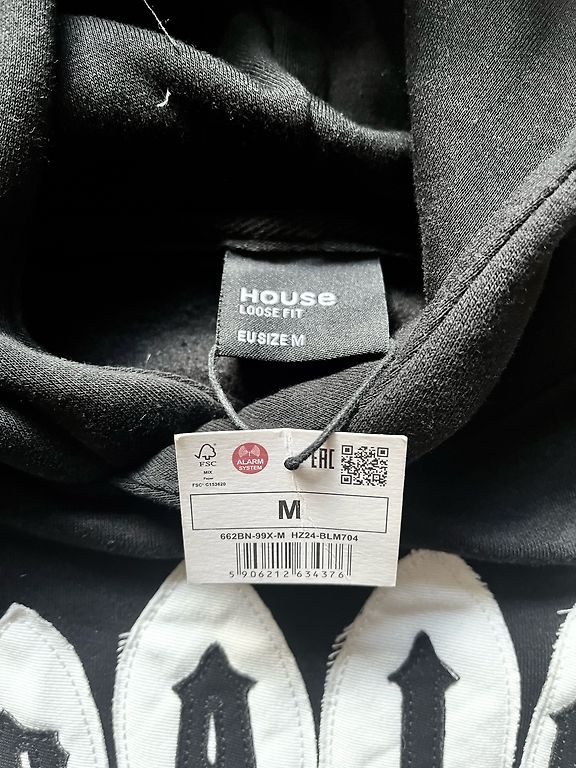 House
LOOSE FIT
EU SIZE M
FSC
MIX
Paper
FSC® C153620
ALARM
SYSTEM
EAC
M
662BN-99X-M HZ24-BLM704
5 906212 634376